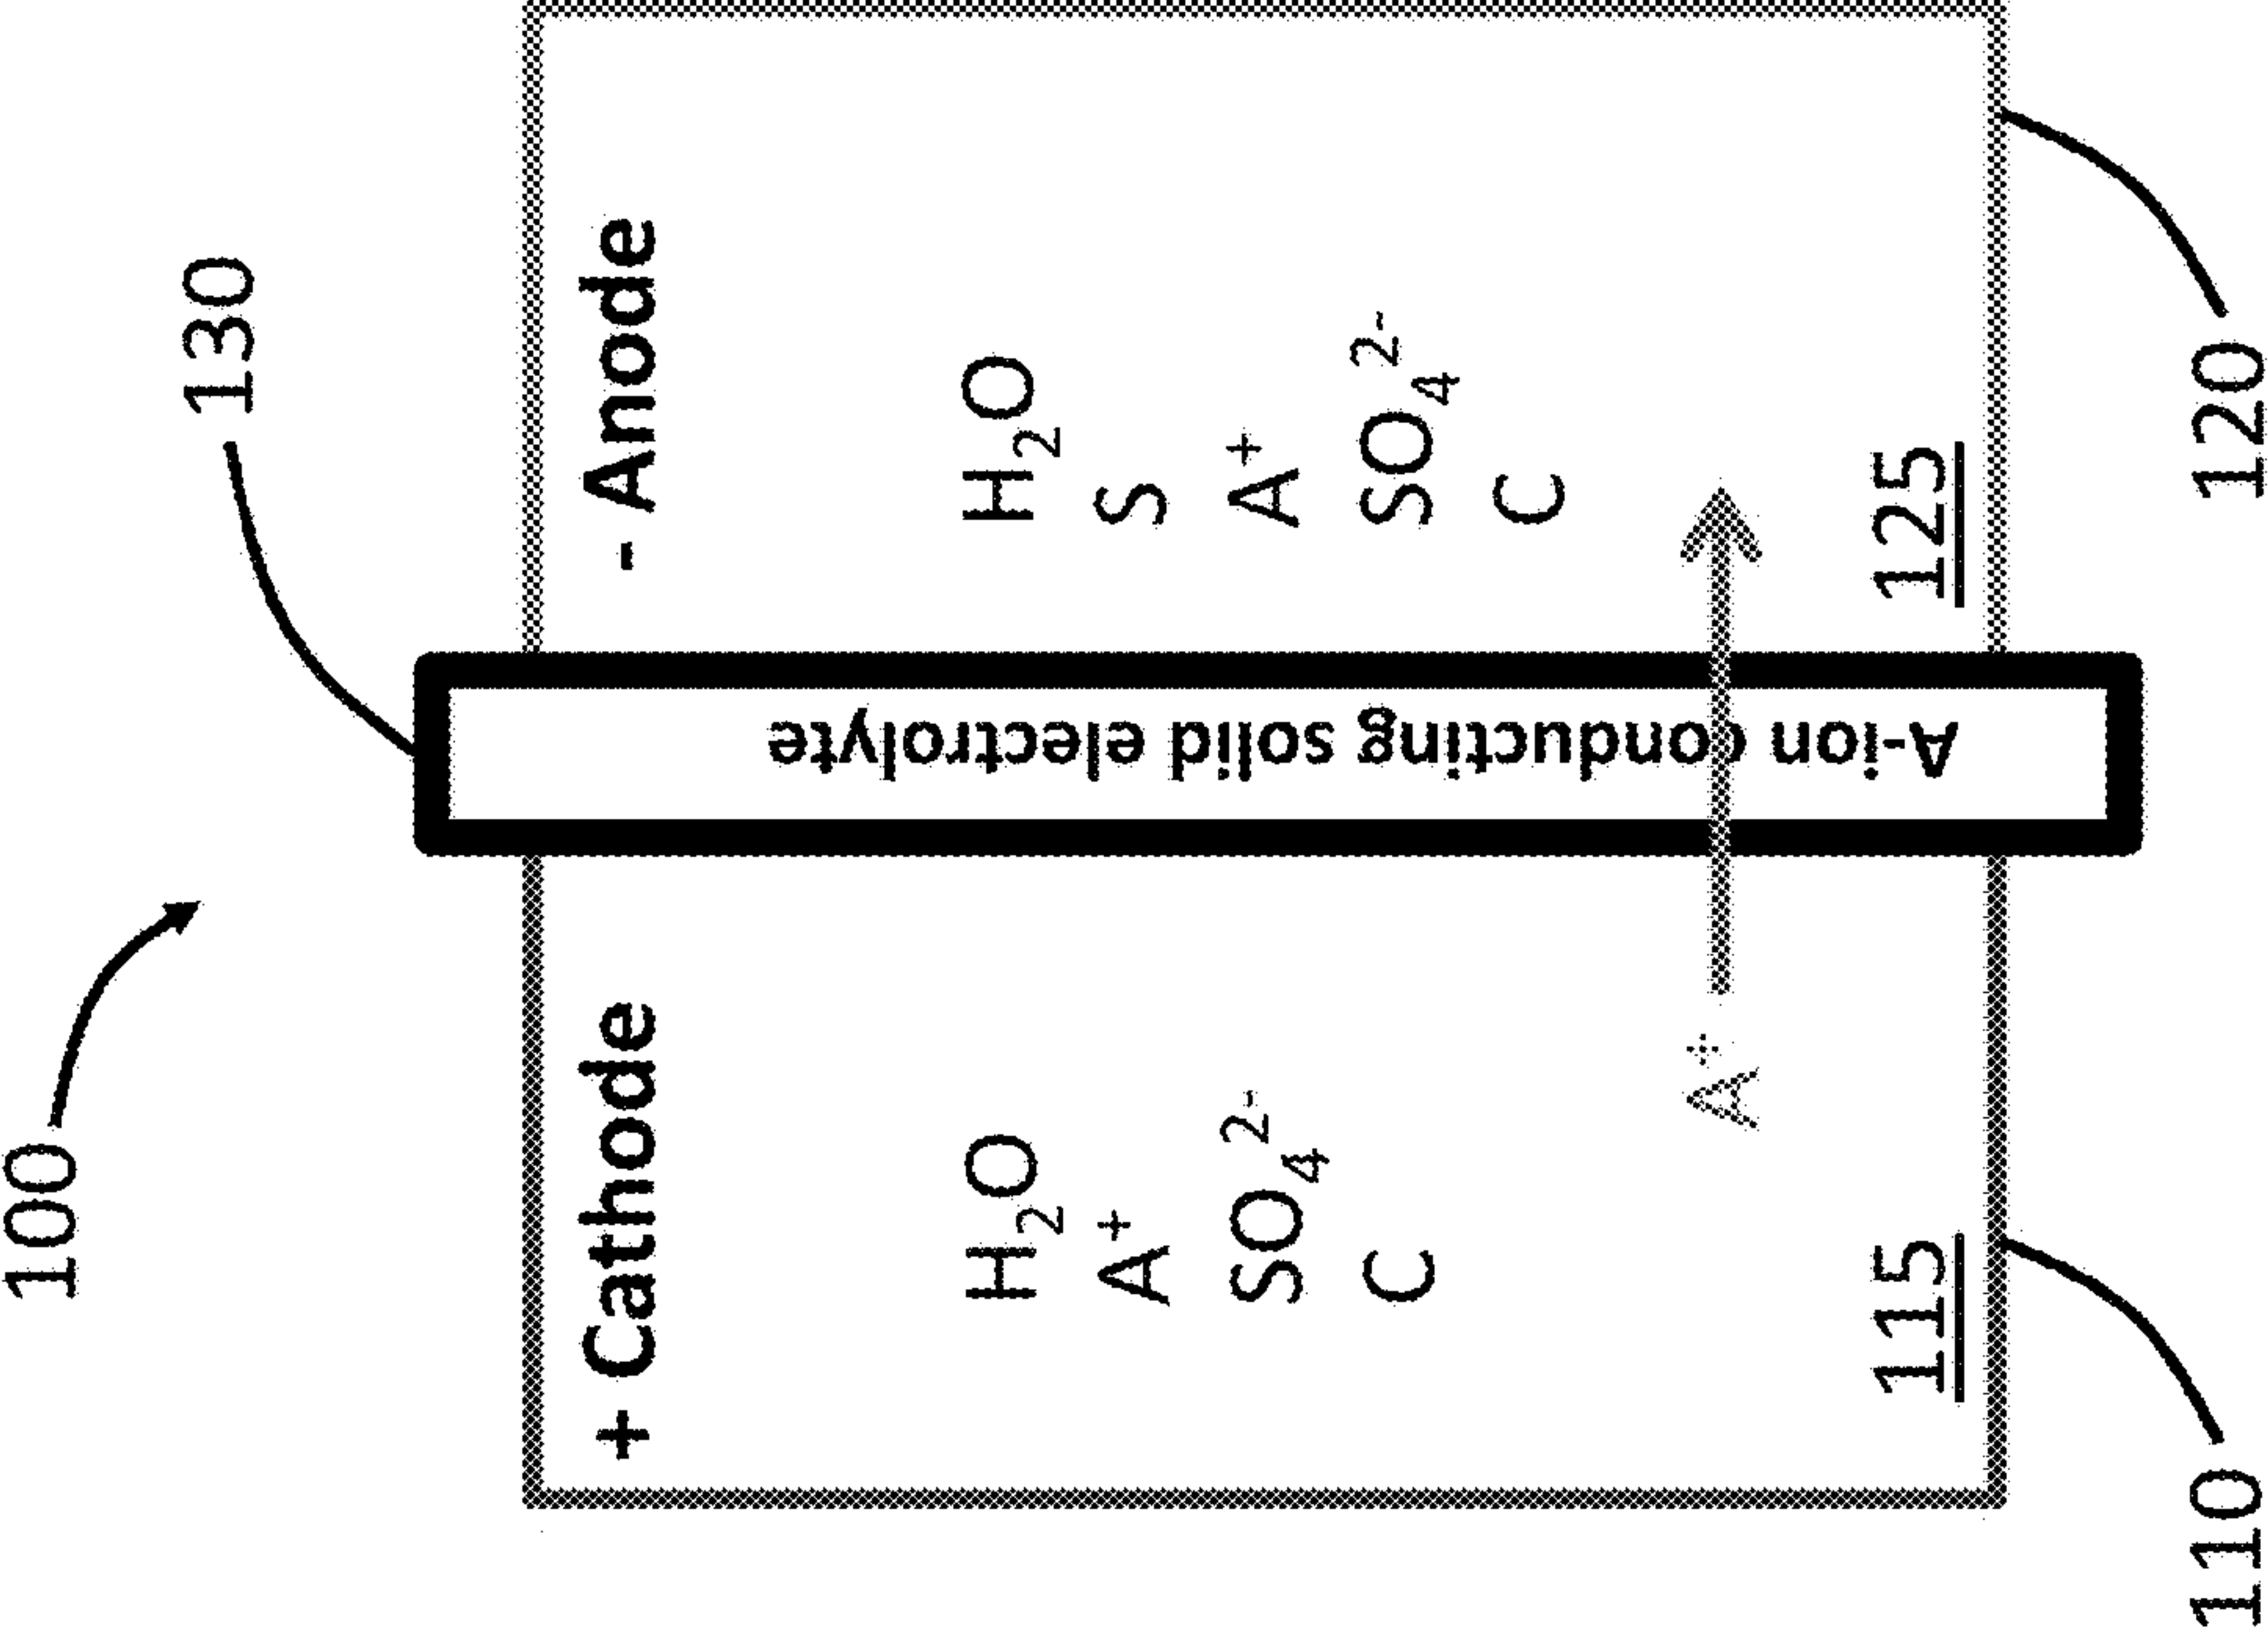 100
130
+ Cathode
H₂O
A⁺
SO₄²⁻
C
A⁺
115
A-ion conducting solid electrolyte
- Anode
H₂O
S
A⁺
SO₄²⁻
C
125
110
120